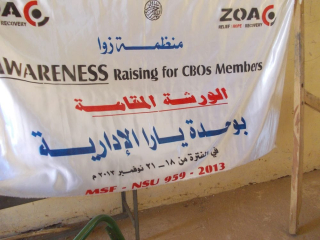 ZOA
RECOVERY
ZOA
RELIEF HOPE RECOVERY
منظمة زوا
AWARENESS Raising for CBOs Members
الورشة المقامة
بوحدة يارا الإدارية
في الفترة من ١٨ - ٢١ نوفمبر ٢٠١٣م
MSF - NSU 959 - 2013